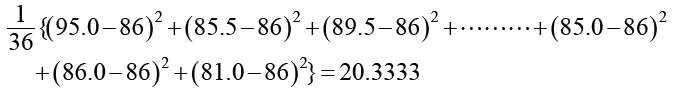 1/36 {(95.0−86)² + (85.5−86)² + (89.5−86)² + ⋯⋯⋯ + (85.0−86)²
+ (86.0−86)² + (81.0−86)²} = 20.3333